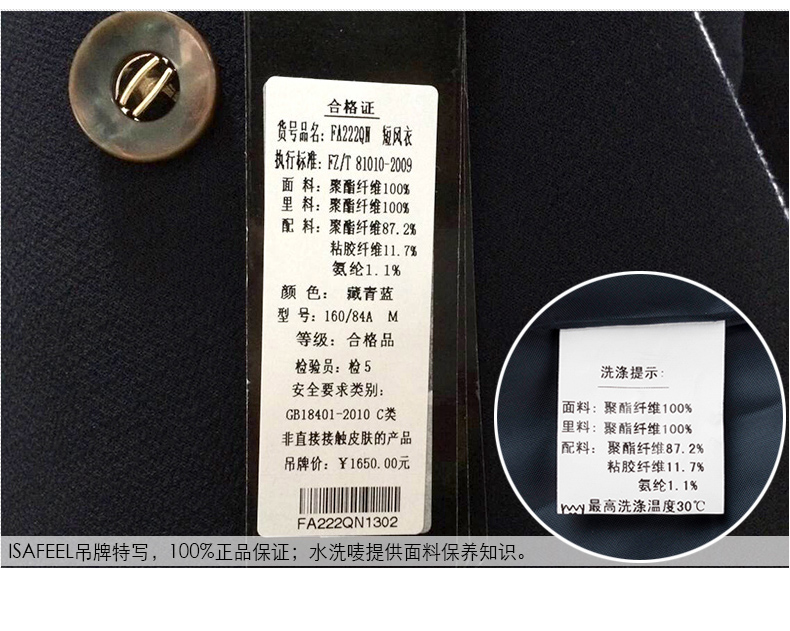 合格证
货号品名：FA222QN 短风衣
执行标准：FZ/T 81010-2009
面 料：聚酯纤维100%
里 料：聚酯纤维100%
配 料：聚酯纤维87.2%
粘胶纤维11.7%
氨纶1.1%
颜 色： 藏青蓝
型 号：160/84A M
等级：合格品
检验员：检5
安全要求类别：
GB18401-2010 C类
非直接接触皮肤的产品
吊牌价：￥1650.00元
FA222QN1302
洗涤提示：
面料：聚酯纤维100%
里料：聚酯纤维100%
配料：聚酯纤维87.2%
粘胶纤维11.7%
氨纶1.1%
最高洗涤温度30℃
ISAFEEL吊牌特写，100%正品保证；水洗唛提供面料保养知识。